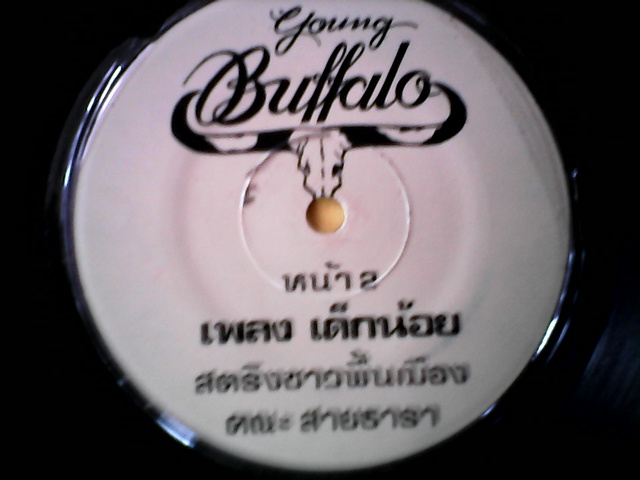 Young
Buffalo
หน้า 2
เพลง เด็กน้อย
สตริงชาวพื้นเมือง
คณะ สายธารา